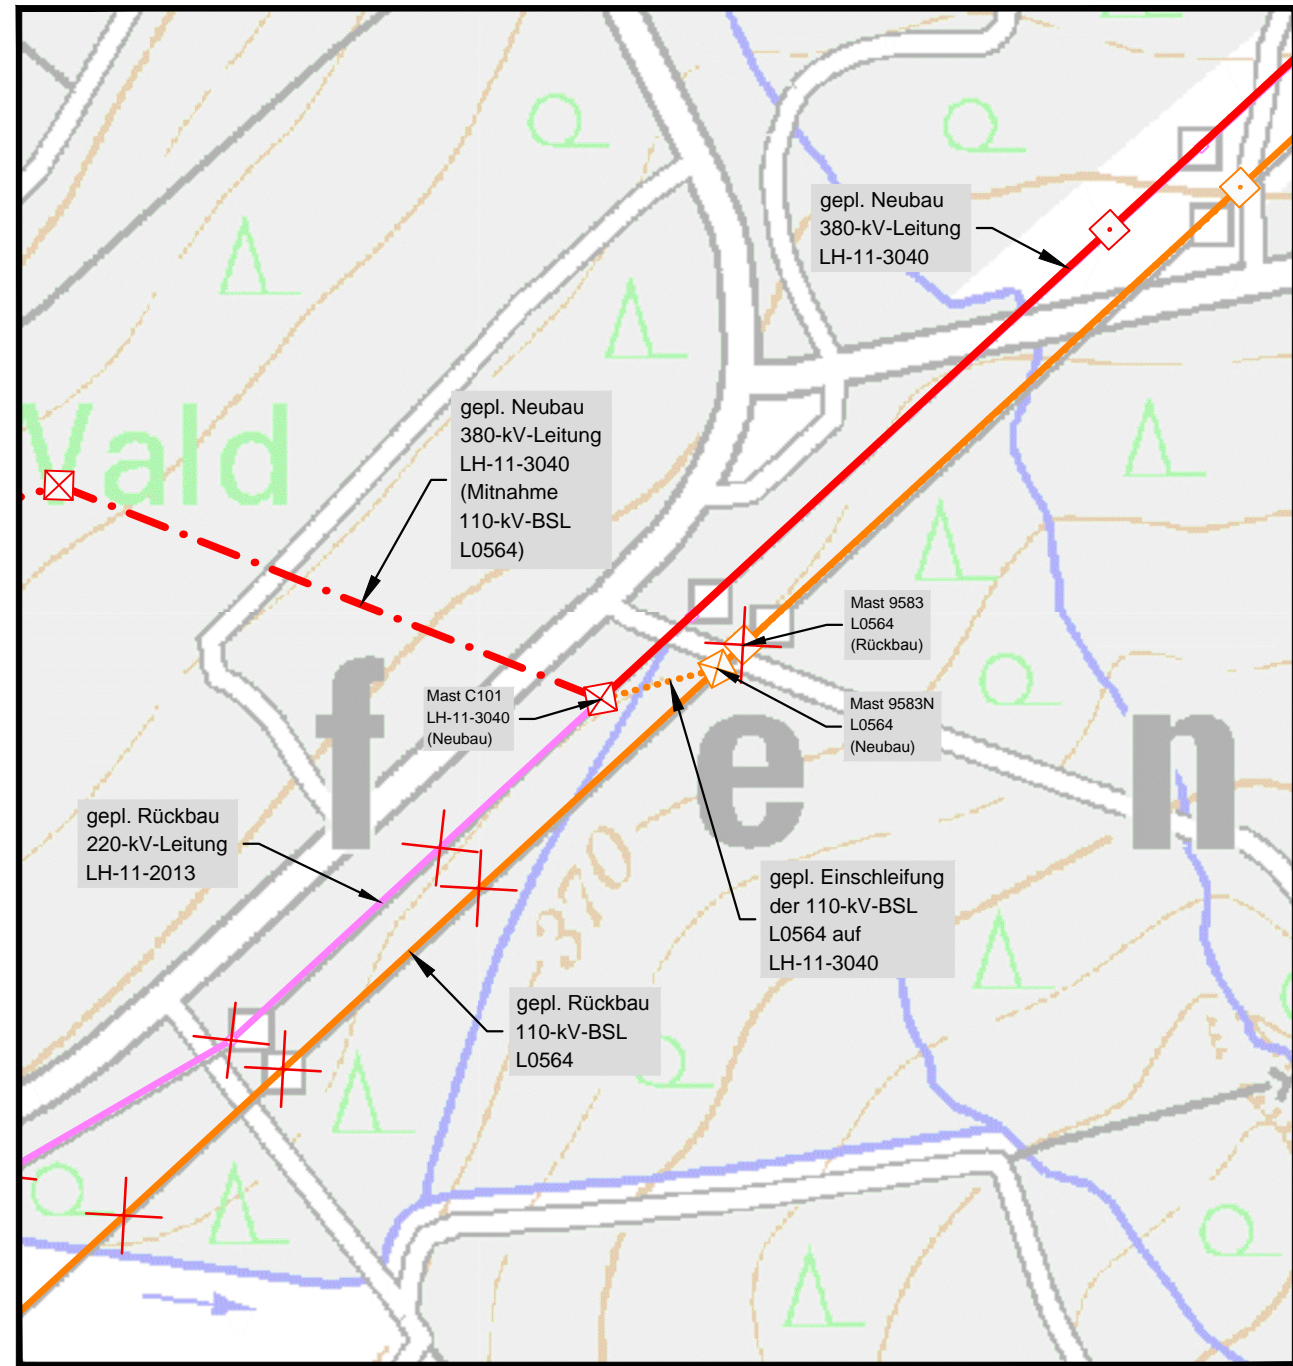 gepl. Neubau
380-kV-Leitung
LH-11-3040
gepl. Neubau
380-kV-Leitung
LH-11-3040
(Mitnahme
110-kV-BSL
L0564)
Wald
Mast 9583
L0564
(Rückbau)
Mast C101
LH-11-3040
(Neubau)
Mast 9583N
L0564
(Neubau)
f e n
gepl. Rückbau
220-kV-Leitung
LH-11-2013
370
gepl. Einschleifung
der 110-kV-BSL
L0564 auf
LH-11-3040
gepl. Rückbau
110-kV-BSL
L0564